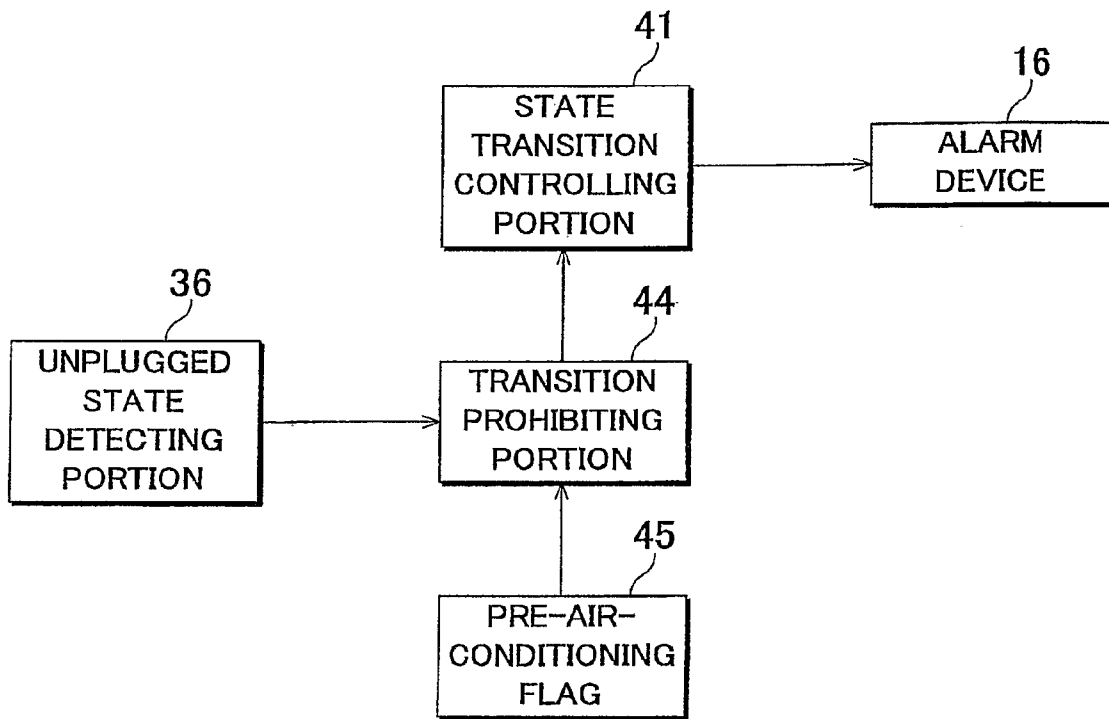 41
STATE
TRANSITION
CONTROLLING
PORTION
16
ALARM
DEVICE
36
UNPLUGGED
STATE
DETECTING
PORTION
44
TRANSITION
PROHIBITING
PORTION
45
PRE-AIR-
CONDITIONING
FLAG